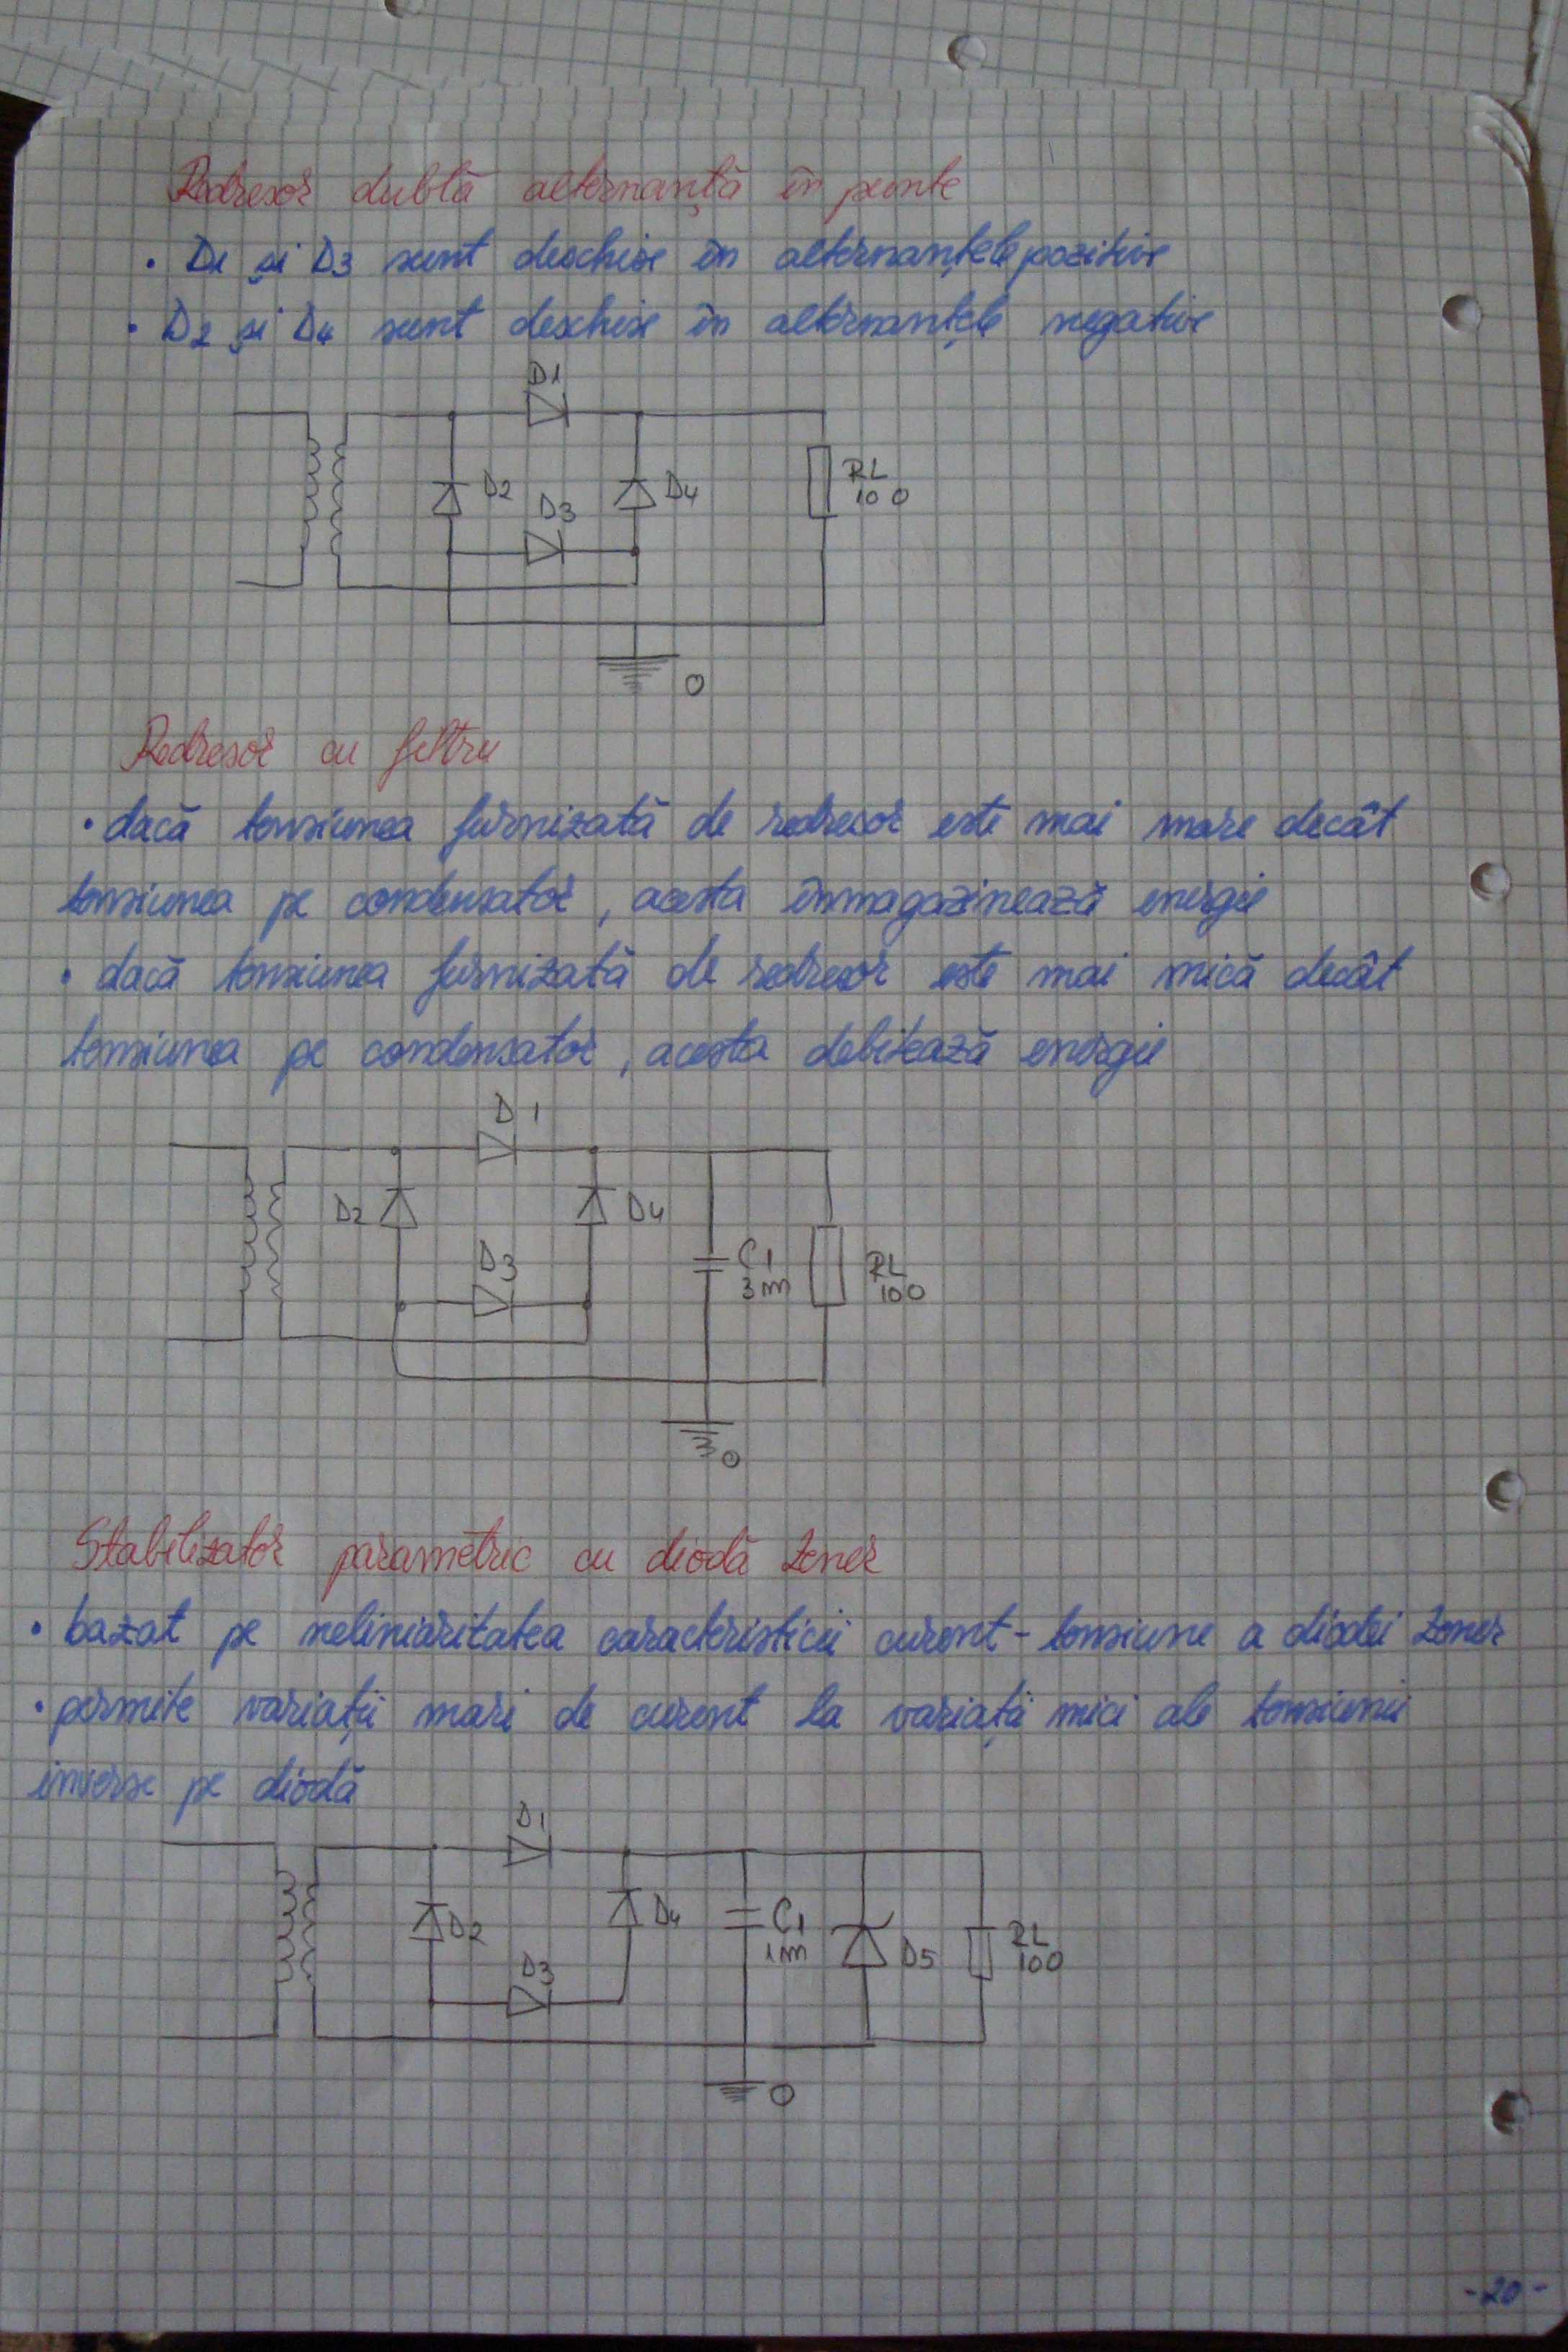 Redresor dublă alternanță în punte
• D1 și D3 sunt deschise în alternanțele pozitive
• D2 și D4 sunt deschise în alternanțele negative
D1
D2
D3
D4
RL
100
0
Redresor cu filtru
• dacă tensiunea furnizată de redresor este mai mare decât
tensiunea pe condensator, acesta înmagazinează energie
• dacă tensiunea furnizată de redresor este mai mică decât
tensiunea pe condensator, acesta debitează energie
D1
D2
D4
D3
C1
3m
RL
100
0
Stabilizator parametric cu diodă Zener
• bazat pe neliniaritatea caracteristicii curent-tensiune a diodei Zener
• permite variații mari de curent la variații mici ale tensiunii
inverse pe diodă
D1
D2
D4
D3
C1
1m
D5
RL
100
0
-20-